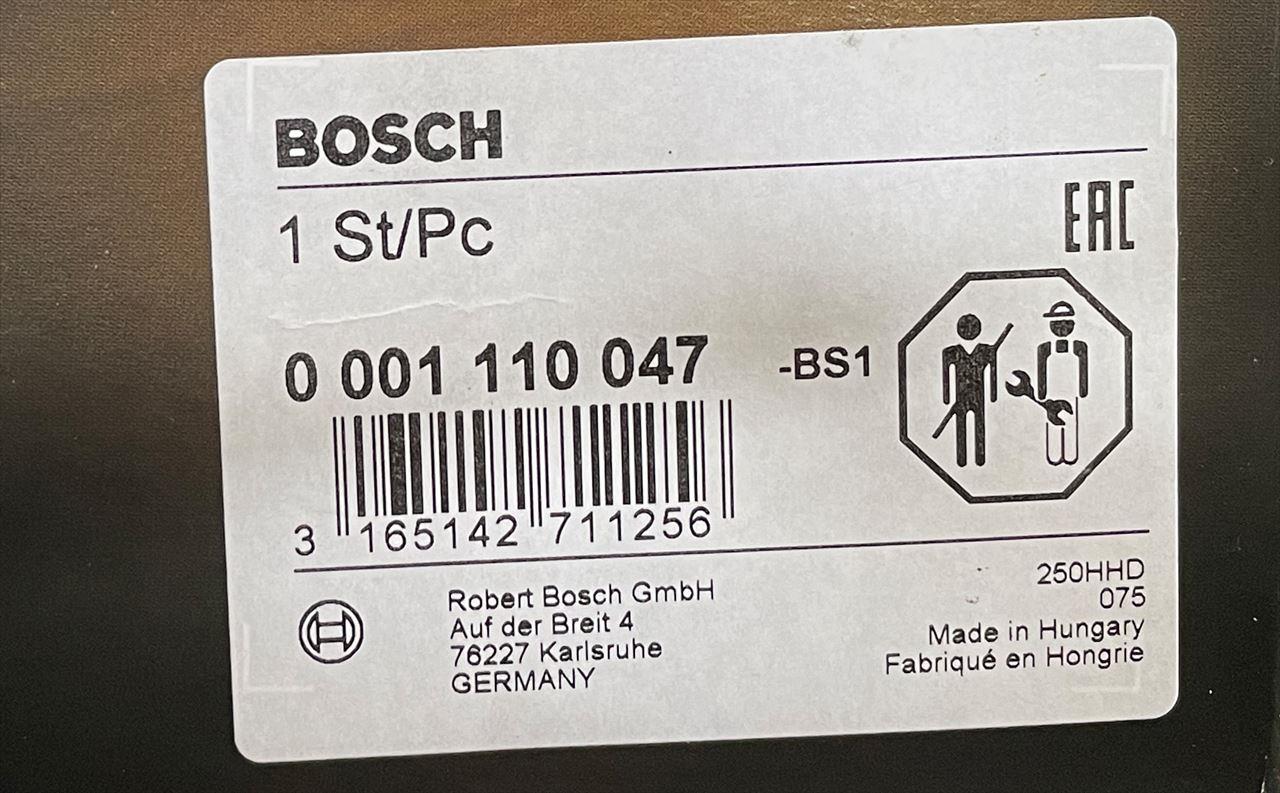 BOSCH
1 St/Pc
EAC
0 001 110 047 -BS1
3 165142 711256
Robert Bosch GmbH
Auf der Breit 4
76227 Karlsruhe
GERMANY
250HHD
075
Made in Hungary
Fabriqué en Hongrie